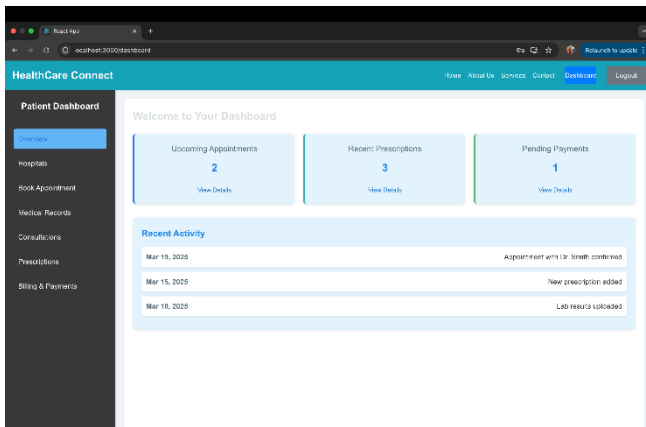 React App
localhost:3000/dashboard
Relaunch to update
HealthCare Connect
Home About Us Services Contact Dashboard Logout
Patient Dashboard
Overview
Hospitals
Book Appointment
Medical Records
Consultations
Prescriptions
Billing & Payments
Welcome to Your Dashboard
Upcoming Appointments
2
View Details
Recent Prescriptions
3
View Details
Pending Payments
1
View Details
Recent Activity
Mar 19, 2025 Appointment with Dr. Smith confirmed
Mar 15, 2025 New prescription added
Mar 10, 2025 Lab results uploaded